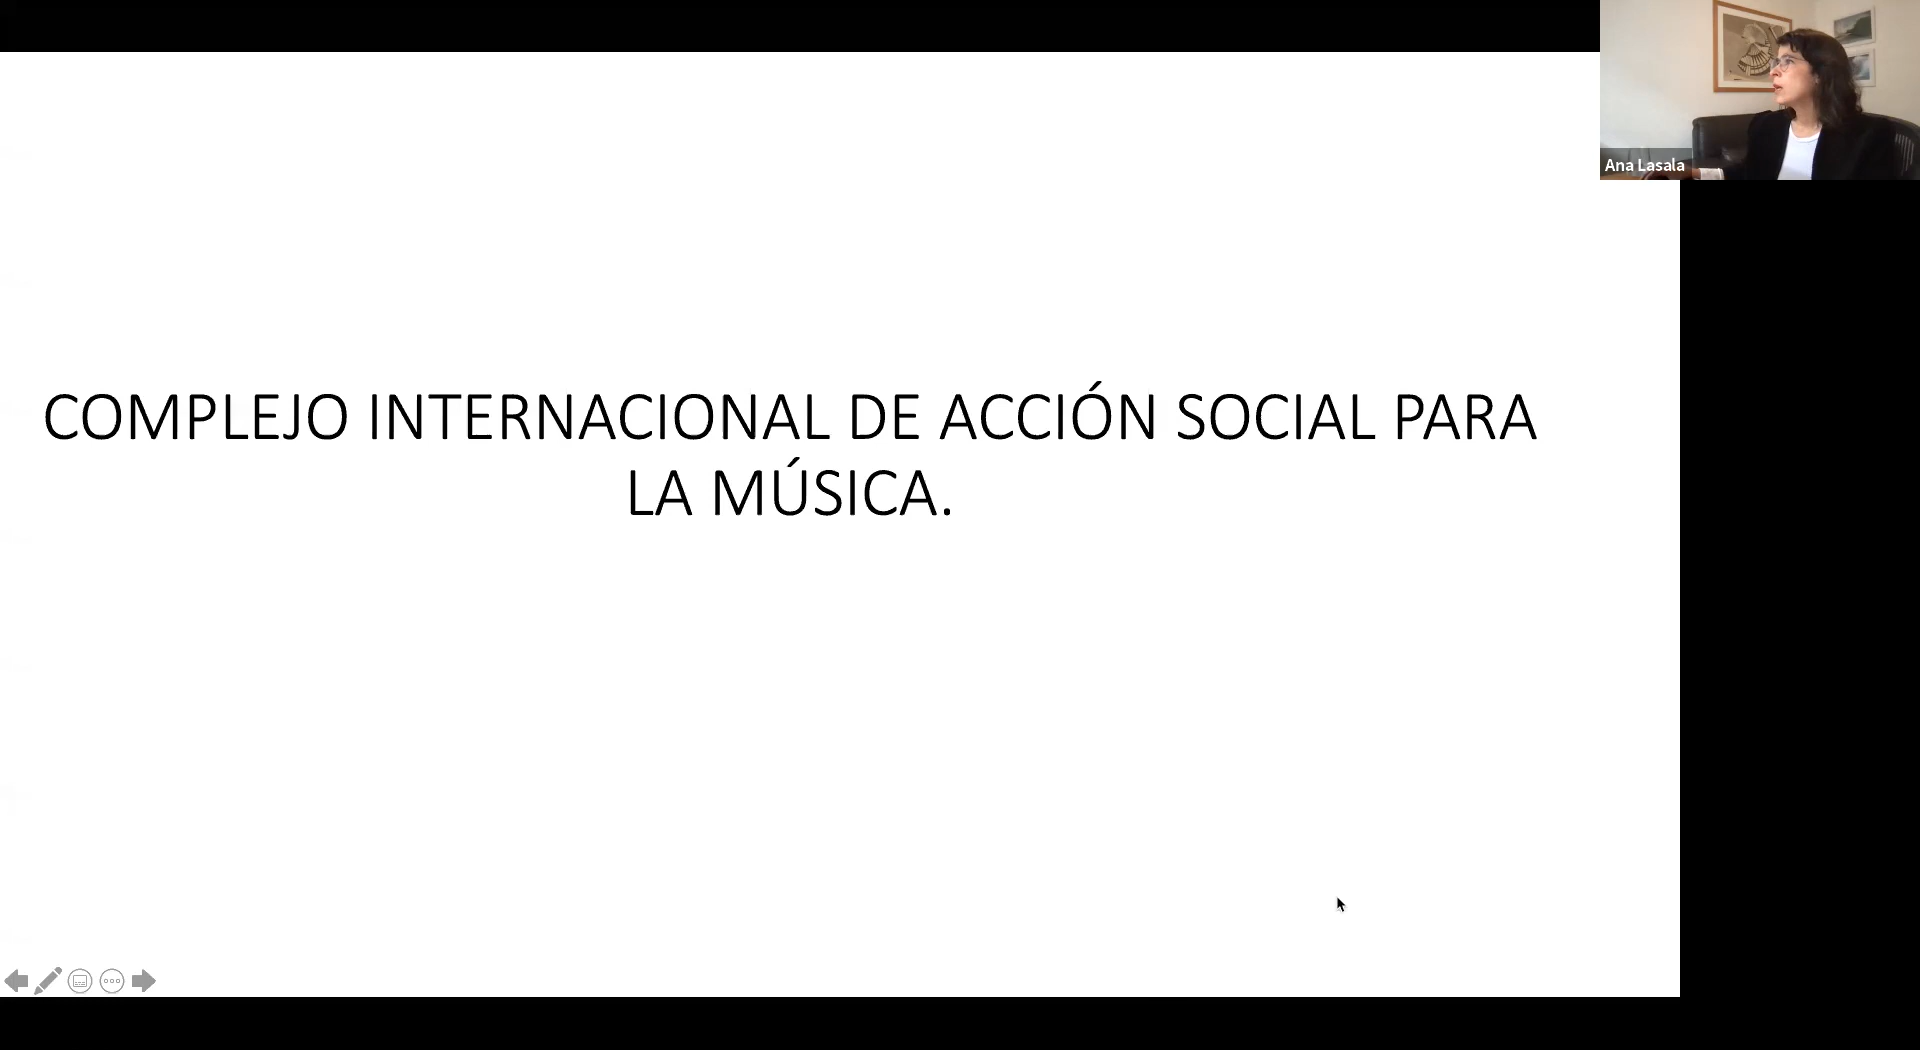 COMPLEJO INTERNACIONAL DE ACCIÓN SOCIAL PARA
LA MÚSICA.
Ana Lasala